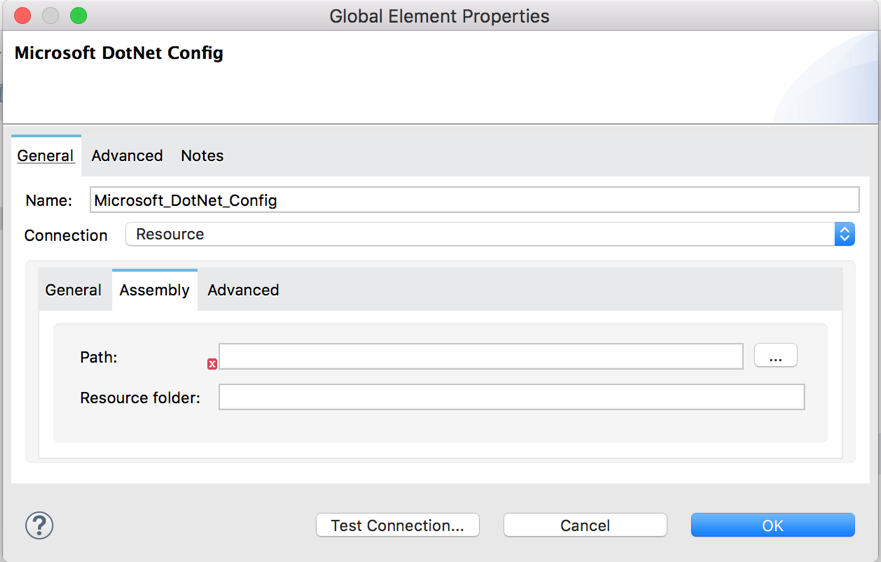 Global Element Properties
Microsoft DotNet Config
General Advanced Notes
Name: Microsoft_DotNet_Config
Connection Resource
General Assembly Advanced
Path: ...
Resource folder:
? Test Connection... Cancel OK